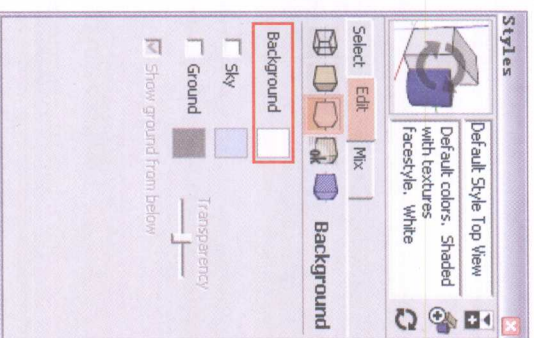 Styles
Default Style Top View
Default colors. Shaded
with textures
facestyle. White
Select Edit Mix
ok Background
Background
Sky
Ground
Transparency
Show ground from below